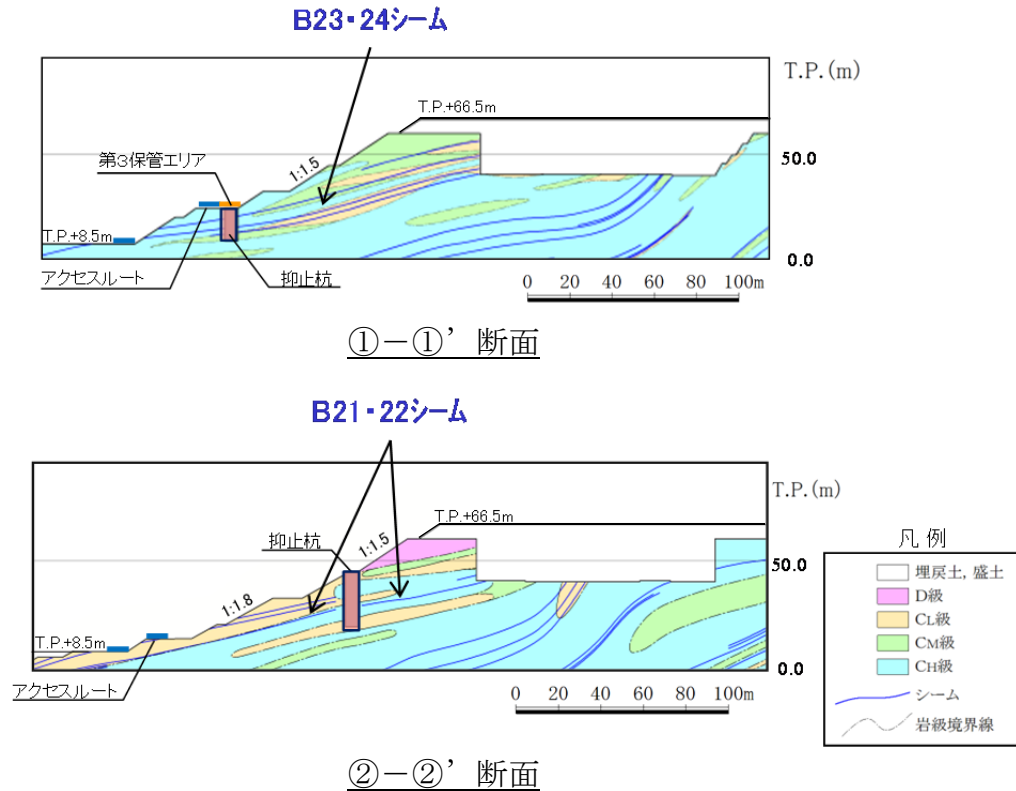 B23・24シーム
T.P.(m)
T.P.+66.5m
第3保管エリア
1:1.5
50.0
T.P.+8.5m
0.0
アクセスルート
抑止杭
0 20 40 60 80 100m
①－①’断面
B21・22シーム
T.P.(m)
T.P.+66.5m
抑止杭
1:1.5
50.0
1:1.8
T.P.+8.5m
0.0
アクセスルート
0 20 40 60 80 100m
凡例
埋戻土，盛土
D級
CL級
CM級
CH級
シーム
岩級境界線
②－②’断面